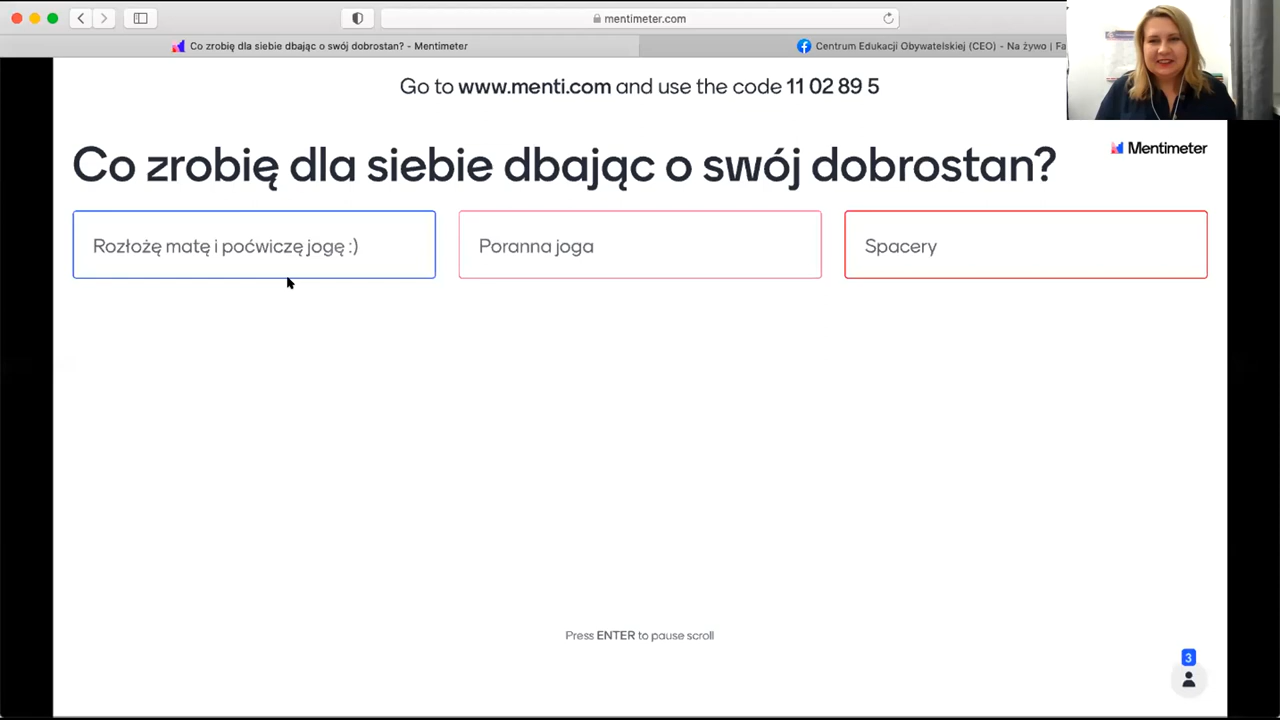 mentimeter.com
Co zrobię dla siebie dbając o swój dobrostan? - Mentimeter
Centrum Edukacji Obywatelskiej (CEO) - Na żywo | Fa
Go to www.menti.com and use the code 11 02 89 5
Mentimeter
Co zrobię dla siebie dbając o swój dobrostan?
Rozłożę matę i poćwiczę jogę :)
Poranna joga
Spacery
Press ENTER to pause scroll
3